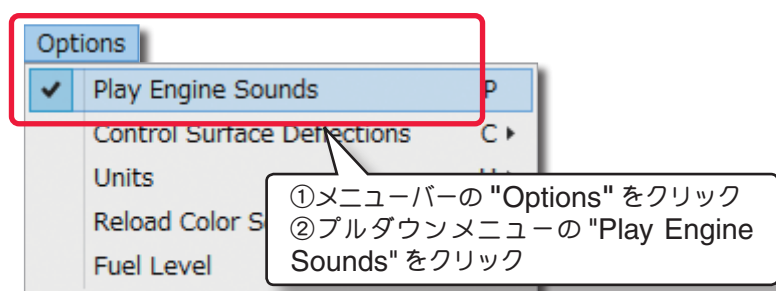 Options
Play Engine Sounds P
Control Surface Deflections C
Units
Reload Color
Fuel Level
①メニューバーの "Options" をクリック
②プルダウンメニューの "Play Engine
Sounds" をクリック